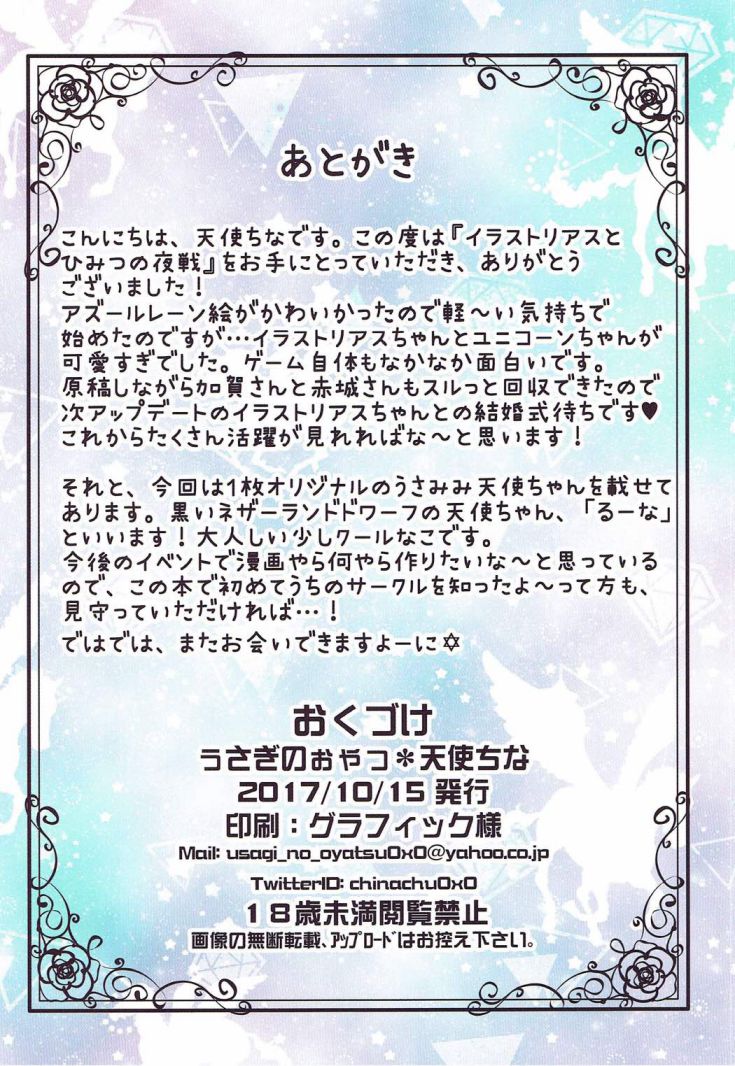 あとがき
こんにちは、天使ちなです。この度は『イラストリアスと
ひみつの夜戦』をお手にとっていただき、ありがとう
ございました!
アズールレーン絵がかわいかったので軽〜い気持ちで
始めたのですが…イラストリアスちゃんとユニコーンちゃんが
可愛すぎでした。ゲーム自体もなかなか面白いです。
原稿しながら加賀さんと赤城さんもスルっと回収できたので
次アップデートのイラストリアスちゃんとの結婚式待ちです♥
これからたくさん活躍が見れればな〜と思います!
それと、今回は1枚オリジナルのうさみみ天使ちゃんを載せて
あります。黒いネザーランドドワーフの天使ちゃん、「るーな」
といいます!大人しい少しクールなこです。
今後のイベントで漫画やら何やら作りたいな〜と思っている
ので、この本で初めてうちのサークルを知ったよ〜って方も、
見守っていただければ…!
ではでは、またお会いできますよーに✡
おくづけ
うさぎのおやつ*天使ちな
2017/10/15 発行
印刷:グラフィック様
Mail: usagi_no_oyatsu0x0@yahoo.co.jp
TwitterID: chinachu0x0
18歳未満閲覧禁止
画像の無断転載、アップロードはお控え下さい。